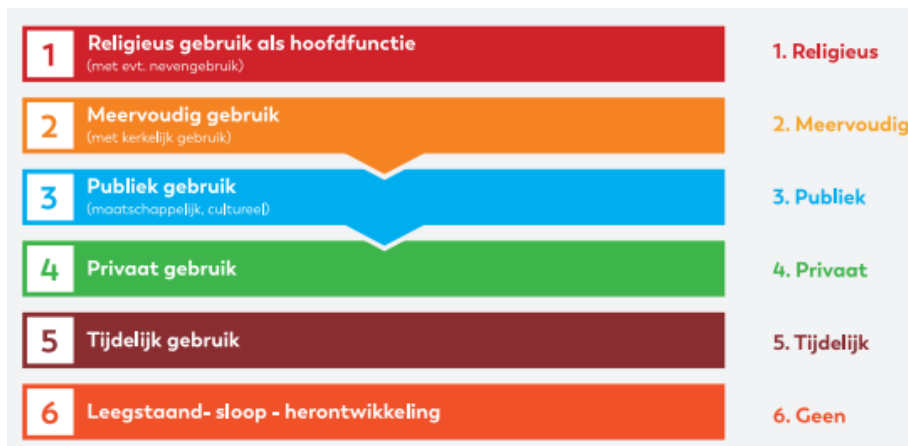 1
Religieus gebruik als hoofdfunctie
(met evt. nevengebruik)
1. Religieus
2
Meervoudig gebruik
(met kerkelijk gebruik)
2. Meervoudig
3
Publiek gebruik
(maatschappelijk, cultureel)
3. Publiek
4
Privaat gebruik
4. Privaat
5
Tijdelijk gebruik
5. Tijdelijk
6
Leegstaand- sloop - herontwikkeling
6. Geen